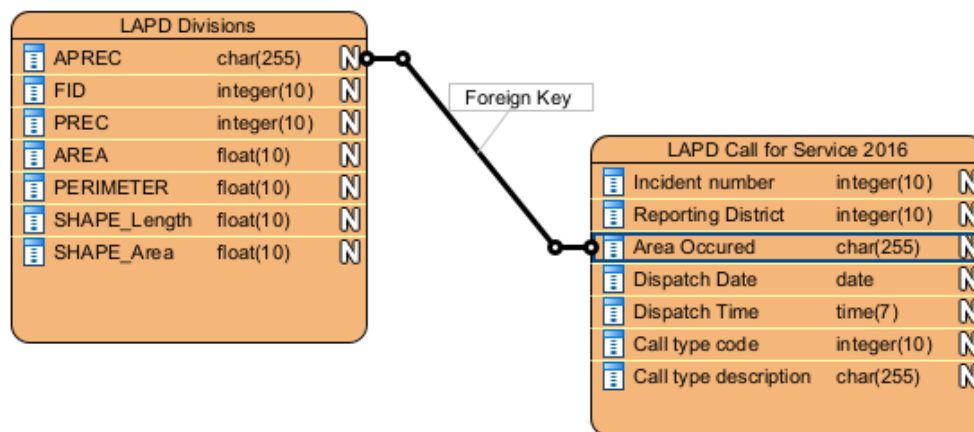 LAPD Divisions
APREC char(255) N
FID integer(10) N
PREC integer(10) N
AREA float(10) N
PERIMETER float(10) N
SHAPE_Length float(10) N
SHAPE_Area float(10) N
Foreign Key
LAPD Call for Service 2016
Incident number integer(10) N
Reporting District integer(10) N
Area Occured char(255) N
Dispatch Date date N
Dispatch Time time(7) N
Call type code integer(10) N
Call type description char(255) N